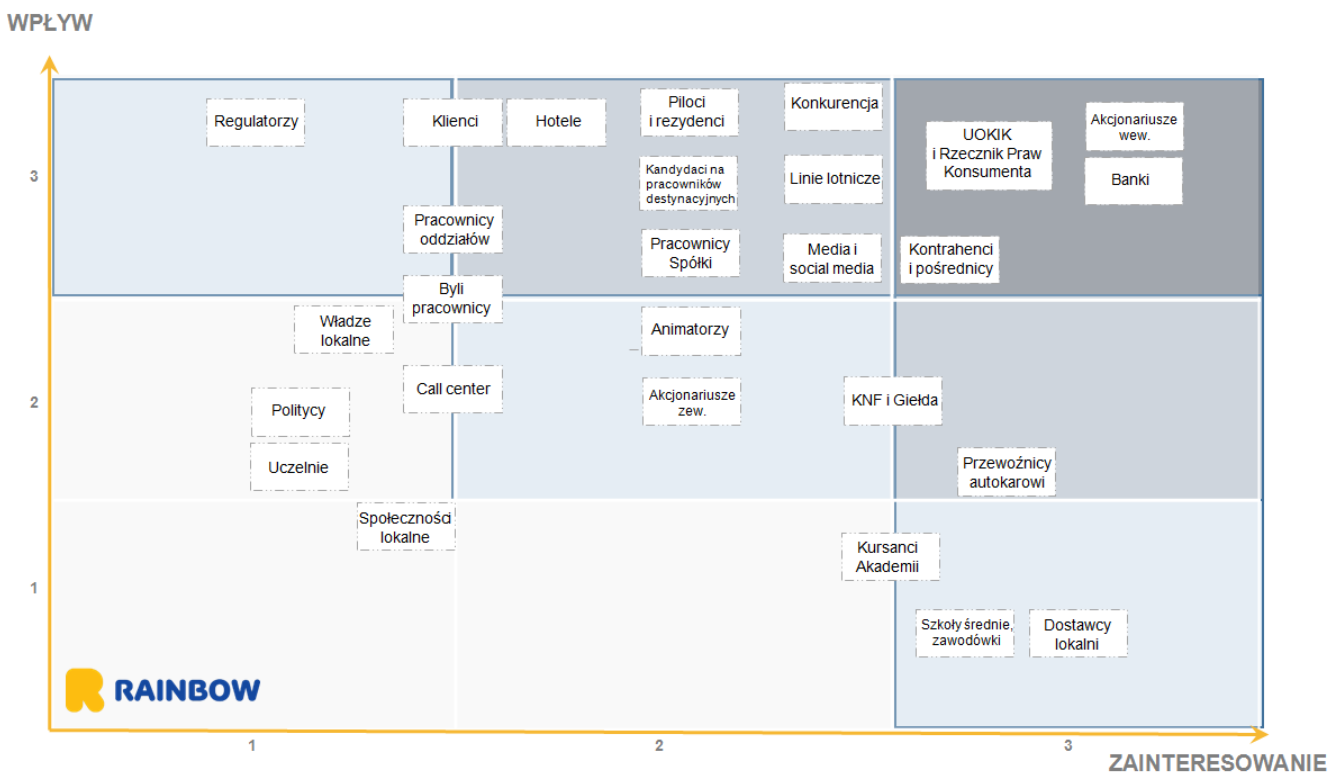 WPŁYW
Regulatorzy
Klienci
Hotele
Piloci
i rezydenci
Konkurencja
UOKIK
i Rzecznik Praw
Konsumenta
Akcjonariusze
wew.
3
Kandydaci na
pracowników
destynacyjnych
Linie lotnicze
Banki
Pracownicy
oddziałów
Pracownicy
Spółki
Media i
social media
Kontrahenci
i pośrednicy
Byli
pracownicy
Władze
lokalne
Animatorzy
2
Call center
Politycy
Akcjonariusze
zew.
KNF i Giełda
Uczelnie
Przewoźnicy
autokarowi
Społeczności
lokalne
Kursanci
Akademii
1
Szkoły średnie,
zawodówki
Dostawcy
lokalni
RAINBOW
1
2
3
ZAINTERESOWANIE